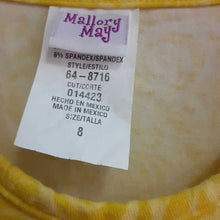 Mallory
May
8% SPANDEX/SPANDEX
STYLE/ESTILO
64-8716
CUT/CORTE
014423
HECHO EN MEXICO
MADE IN MEXICO
SIZE/TALLA
8